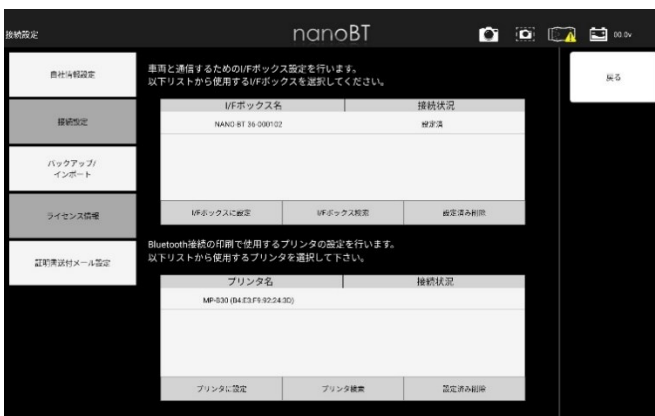 接続設定
nanoBT
00.0v
自社情報設定
接続設定
バックアップ/
インポート
ライセンス情報
証明書送付メール設定
車両と通信するためのI/Fボックス設定を行います。
以下リストから使用するI/Fボックスを選択してください。
I/Fボックス名 接続状況
NANO-BT 36-000102 設定済
I/Fボックスに設定 I/Fボックス検索 設定済み削除
Bluetooth接続の印刷で使用するプリンタの設定を行います。
以下リストから使用するプリンタを選択して下さい。
プリンタ名 接続状況
MP-B30 (B4:E3:F9:92:24:3D)
プリンタに設定 プリンタ検索 設定済み削除
戻る